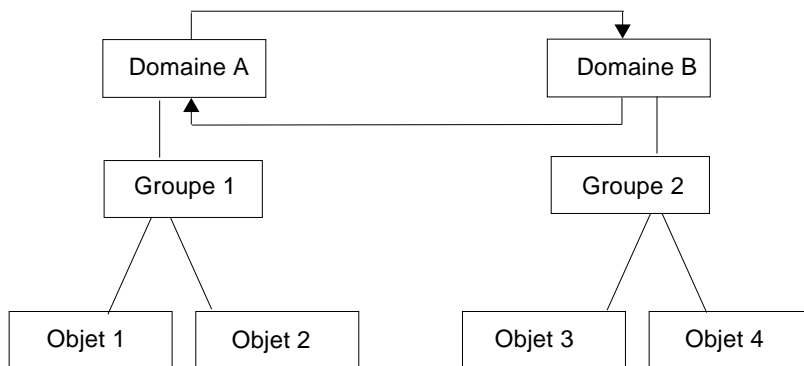 Domaine A
Domaine B
Groupe 1
Groupe 2
Objet 1
Objet 2
Objet 3
Objet 4